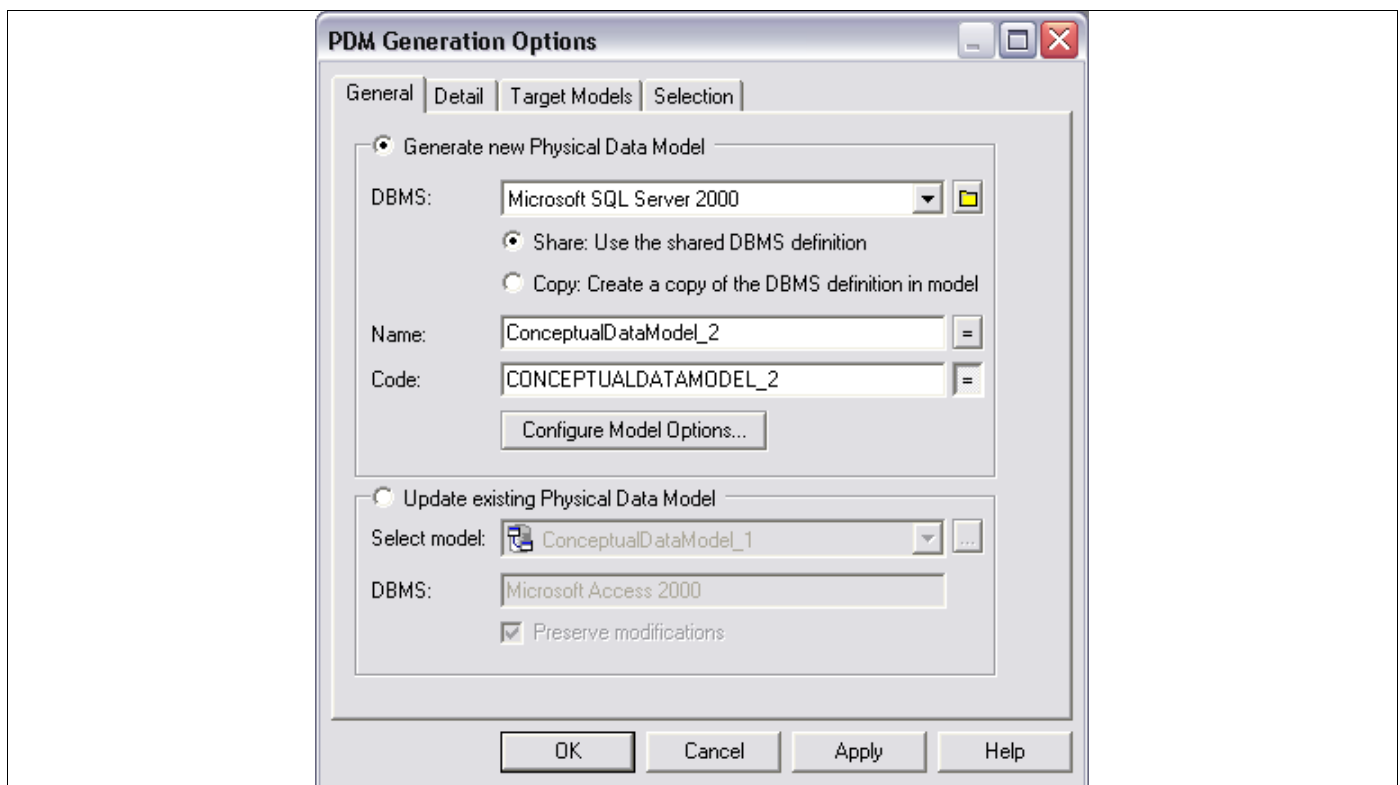 PDM Generation Options
General Detail Target Models Selection
Generate new Physical Data Model
DBMS: Microsoft SQL Server 2000
Share: Use the shared DBMS definition
Copy: Create a copy of the DBMS definition in model
Name: ConceptualDataModel_2 =
Code: CONCEPTUALDATAMODEL_2 =
Configure Model Options...
Update existing Physical Data Model
Select model: ConceptualDataModel_1 ...
DBMS: Microsoft Access 2000
Preserve modifications
OK Cancel Apply Help